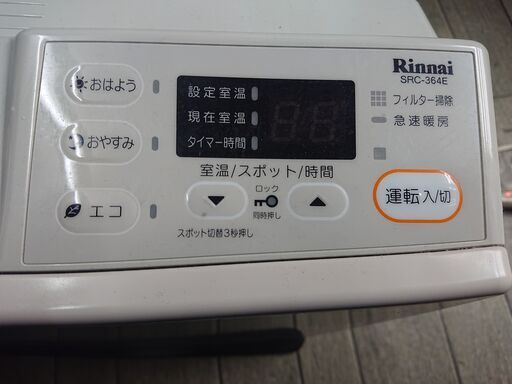 Rinnai
SRC-364E
おはよう
おやすみ
エコ
設定室温
現在室温
タイマー時間
室温/スポット/時間
ロック
同時押し
スポット切替3秒押し
フィルター掃除
急速暖房
運転 入/切